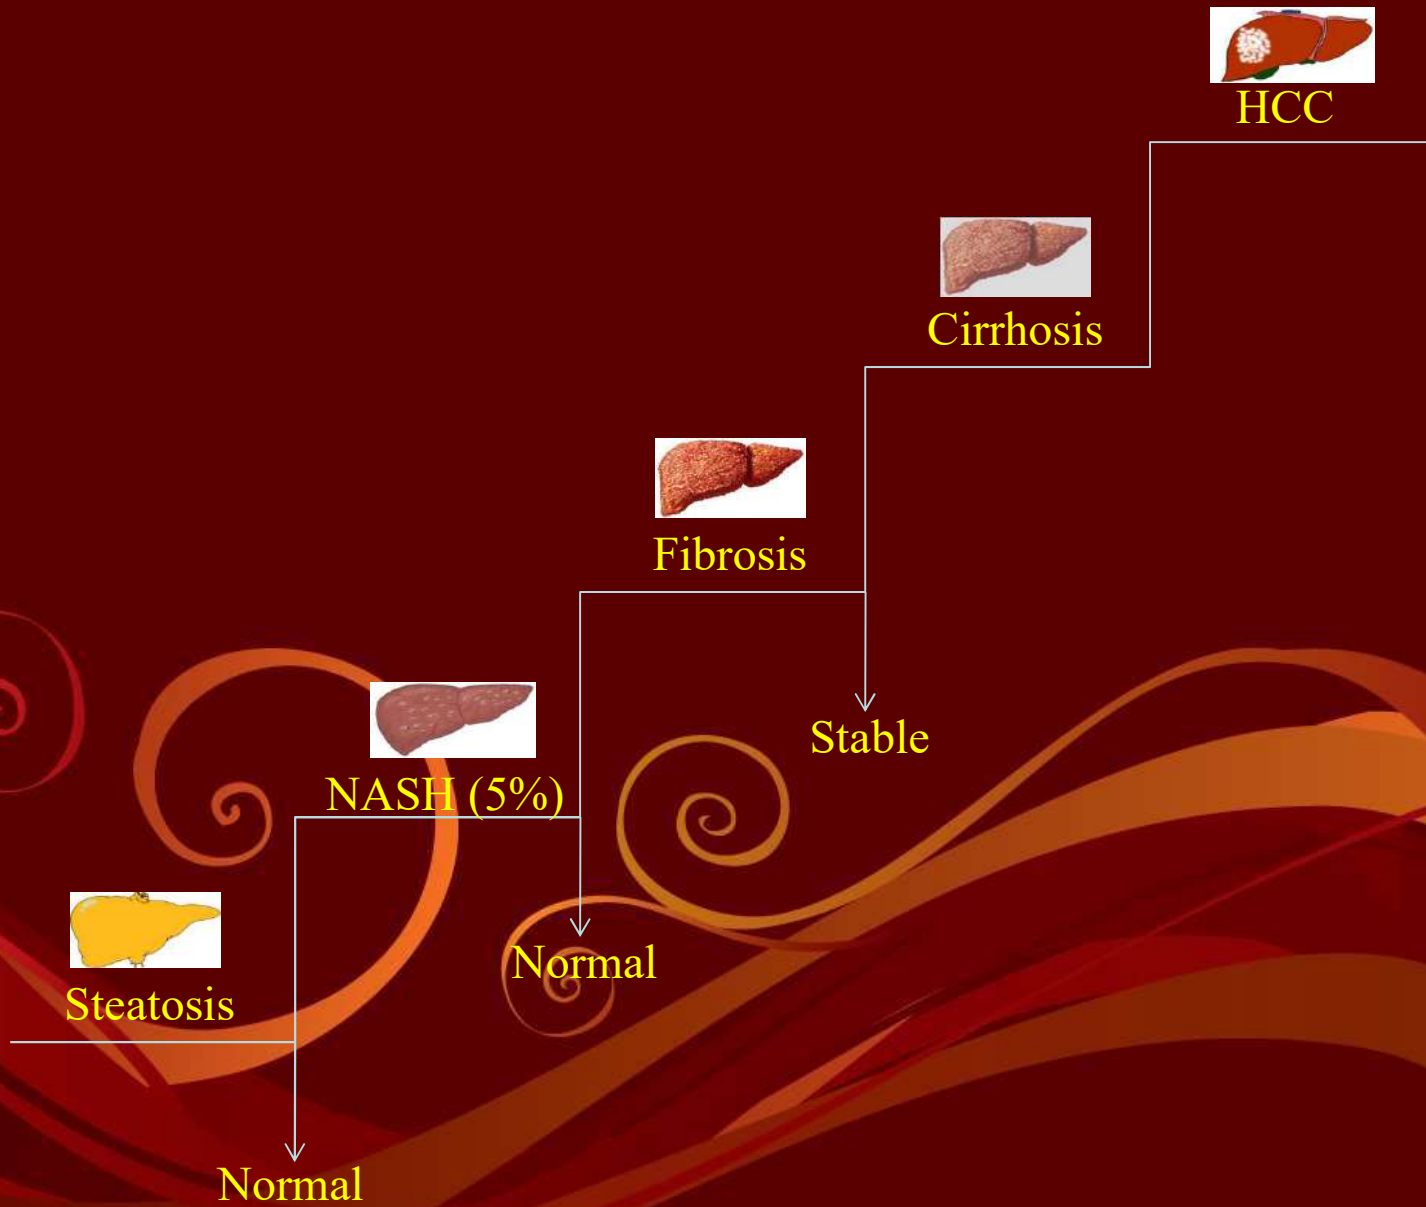 HCC
Cirrhosis
Fibrosis
Stable
NASH (5%)
Normal
Steatosis
Normal